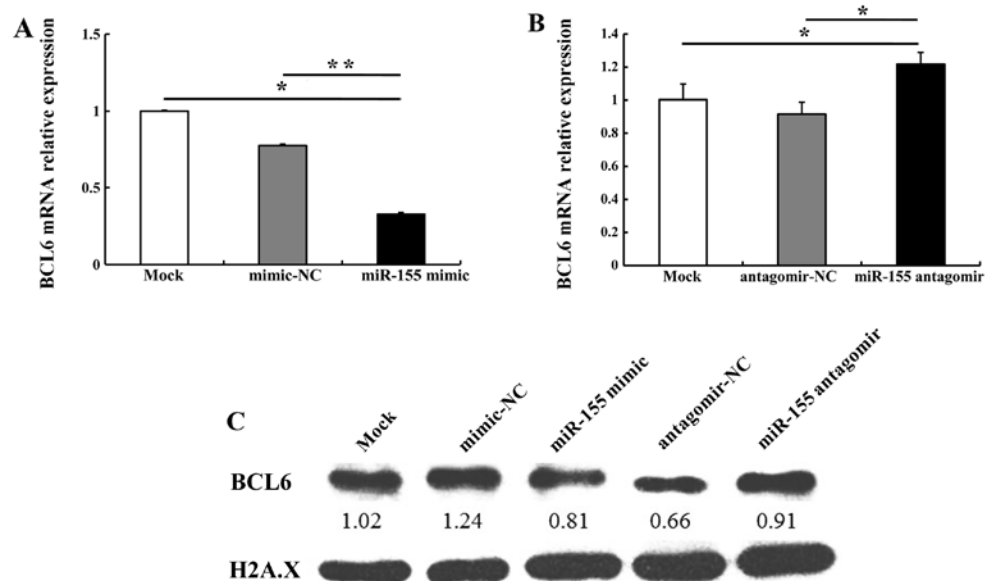 A
BCL6 mRNA relative expression
1.5
1
0.5
0
* *
*
Mock
mimic-NC
miR-155 mimic
B
BCL6 mRNA relative expression
1.4
1.2
1
0.8
0.6
0.4
0.2
0
*
*
Mock
antagomir-NC
miR-155 antagomir
C
Mock
mimic-NC
miR-155 mimic
antagomir-NC
miR-155 antagomir
BCL6
1.02 1.24 0.81 0.66 0.91
H2A.X